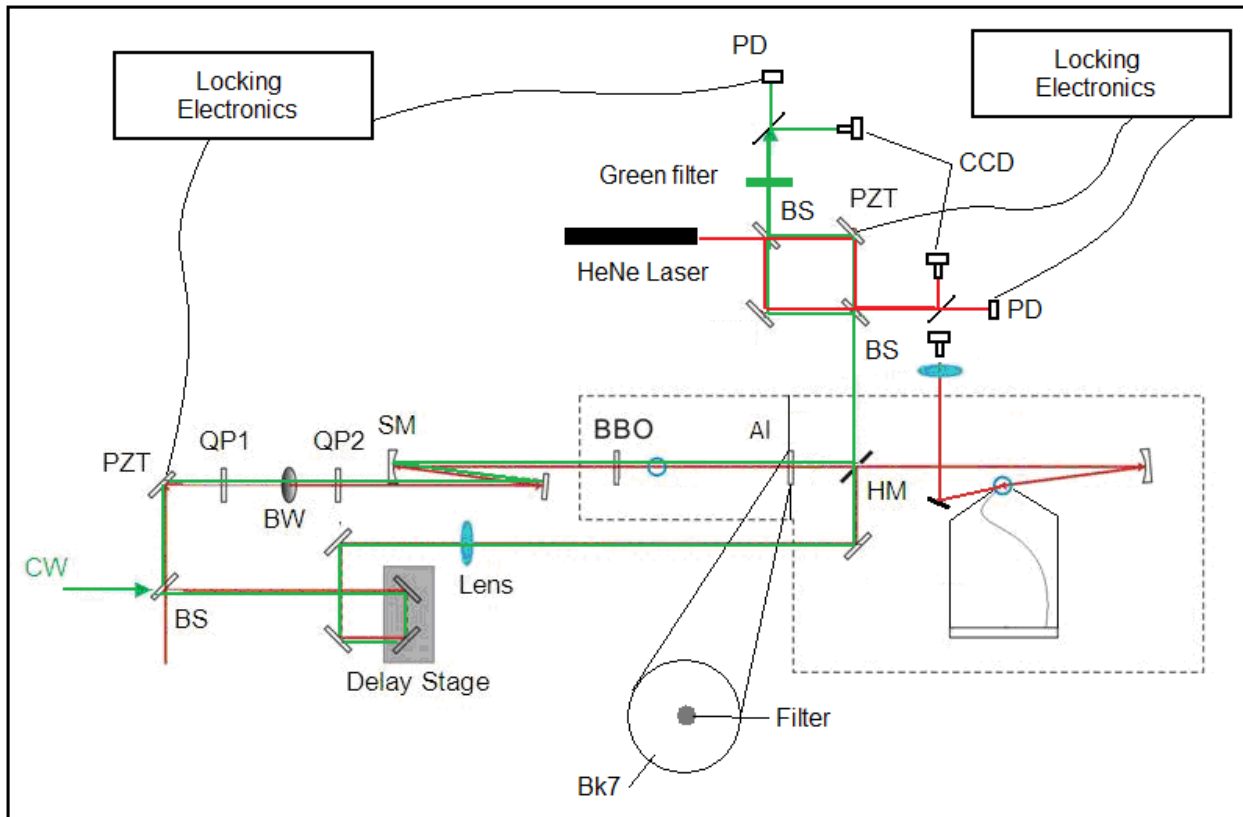 PD
Locking
Electronics
Locking
Electronics
CCD
Green filter
BS
PZT
HeNe Laser
PD
BS
SM
BBO
Al
QP1
QP2
PZT
HM
BW
CW
Lens
BS
Delay Stage
Filter
Bk7